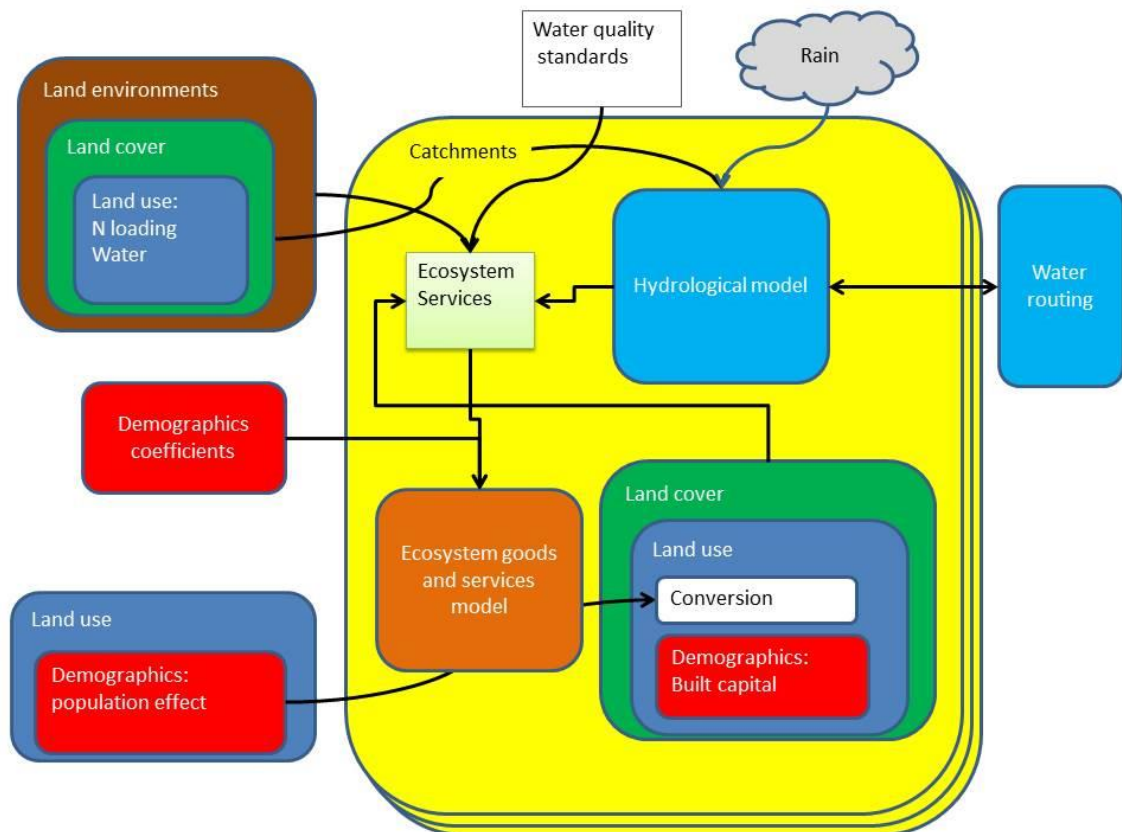 Water quality
standards
Rain
Land environments
Land cover
Land use:
N loading
Water
Catchments
Ecosystem
Services
Hydrological model
Water
routing
Demographics
coefficients
Ecosystem goods
and services
model
Land cover
Land use
Conversion
Demographics:
Built capital
Land use
Demographics:
population effect